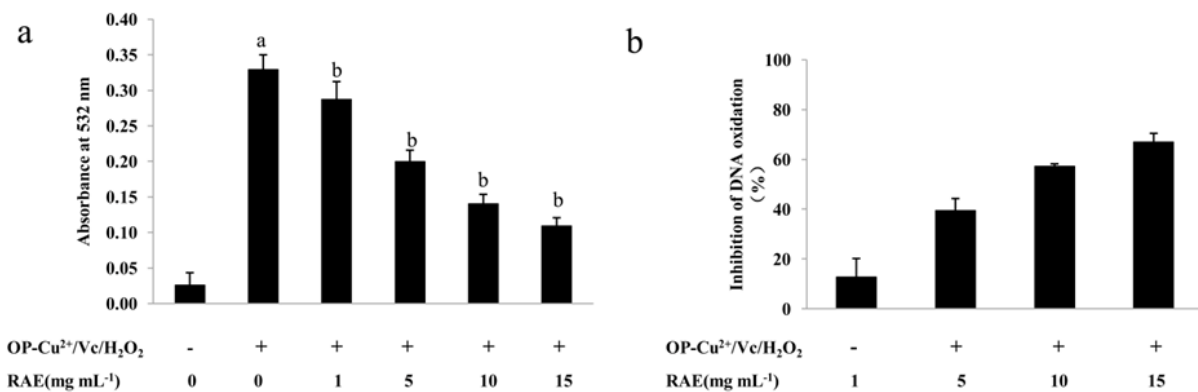 a
Absorbance at 532 nm
0.40
0.35
0.30
0.25
0.20
0.15
0.10
0.05
0.00
a
b
b
b
b
OP-Cu²⁺/Vc/H₂O₂ - + + + + +
RAE(mg mL⁻¹) 0 0 1 5 10 15
b
Inhibition of DNA oxidation
(%)
100
80
60
40
20
0
OP-Cu²⁺/Vc/H₂O₂ - + + +
RAE(mg mL⁻¹) 1 5 10 15